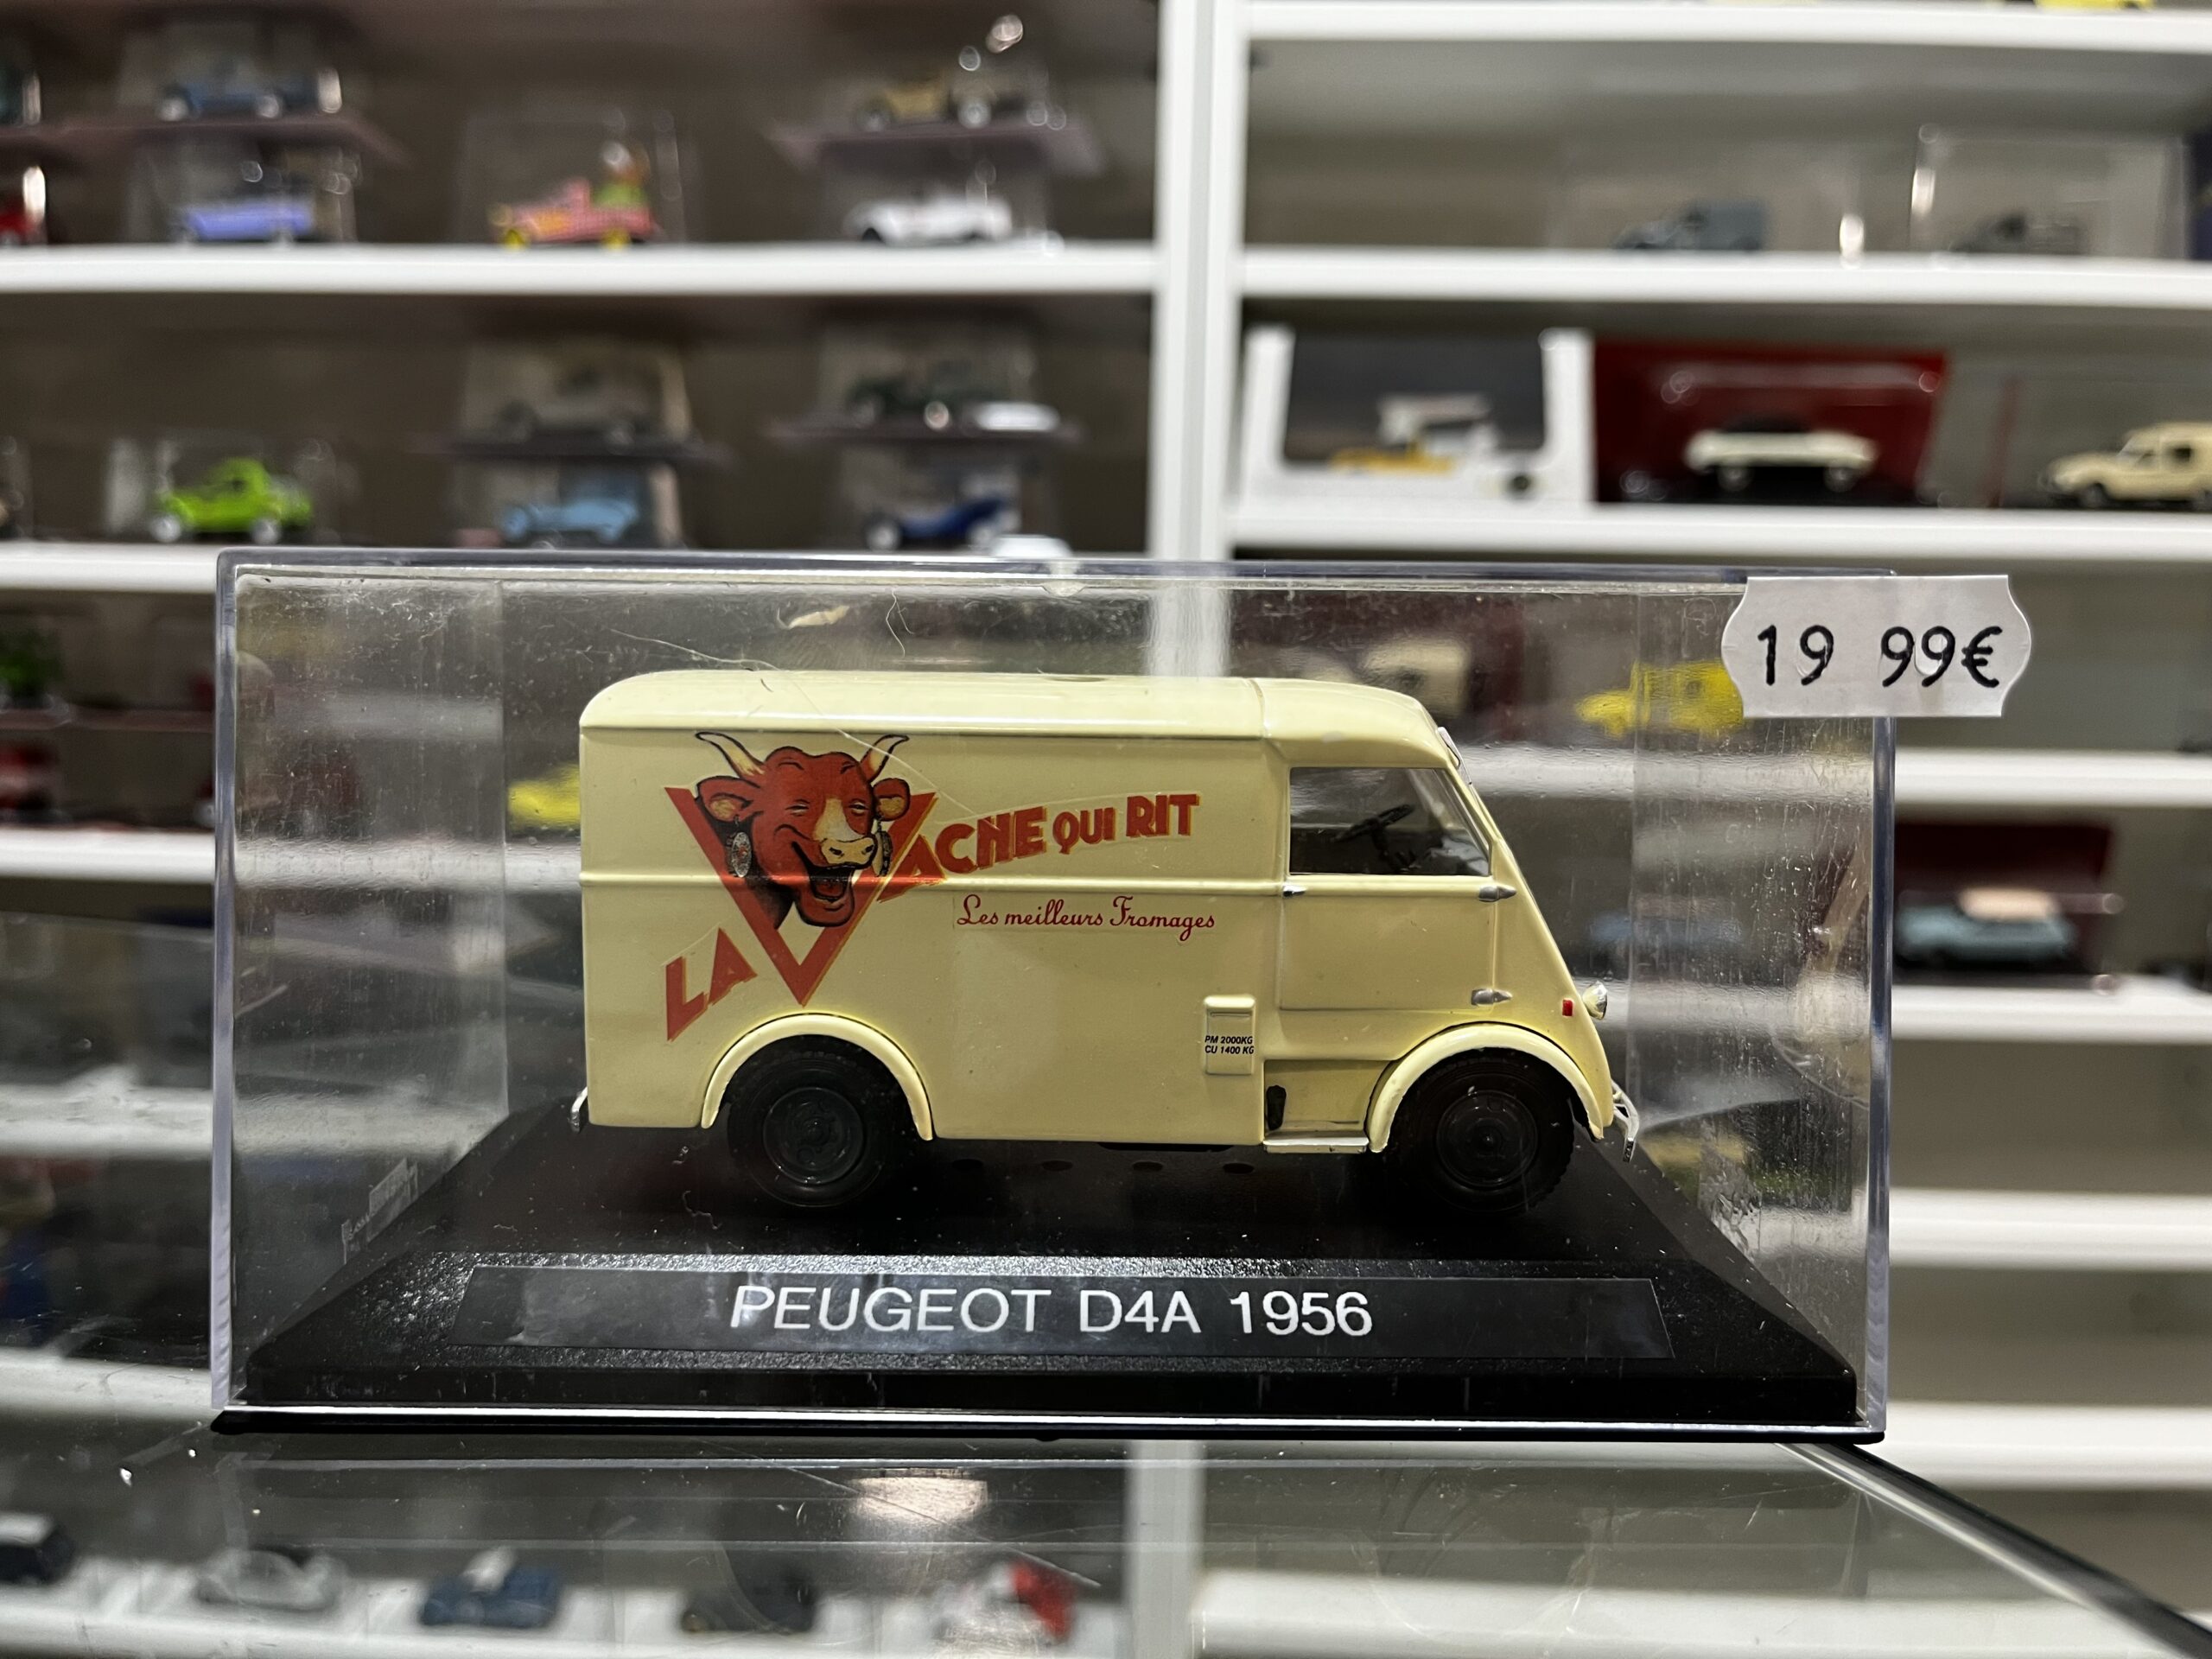 19 99€
LA VACHE QUI RIT
Les meilleurs Fromages
PM 2000KG
CU 1400 KG
PEUGEOT D4A 1956